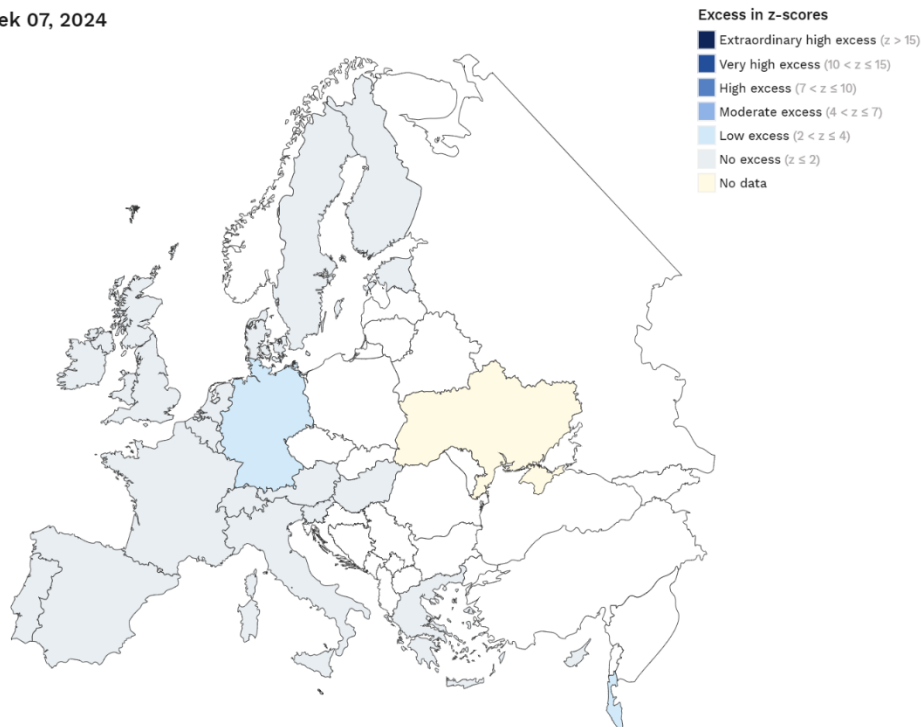 ek 07, 2024
Excess in z-scores
Extraordinary high excess (z > 15)
Very high excess (10 < z ≤ 15)
High excess (7 < z ≤ 10)
Moderate excess (4 < z ≤ 7)
Low excess (2 < z ≤ 4)
No excess (z ≤ 2)
No data